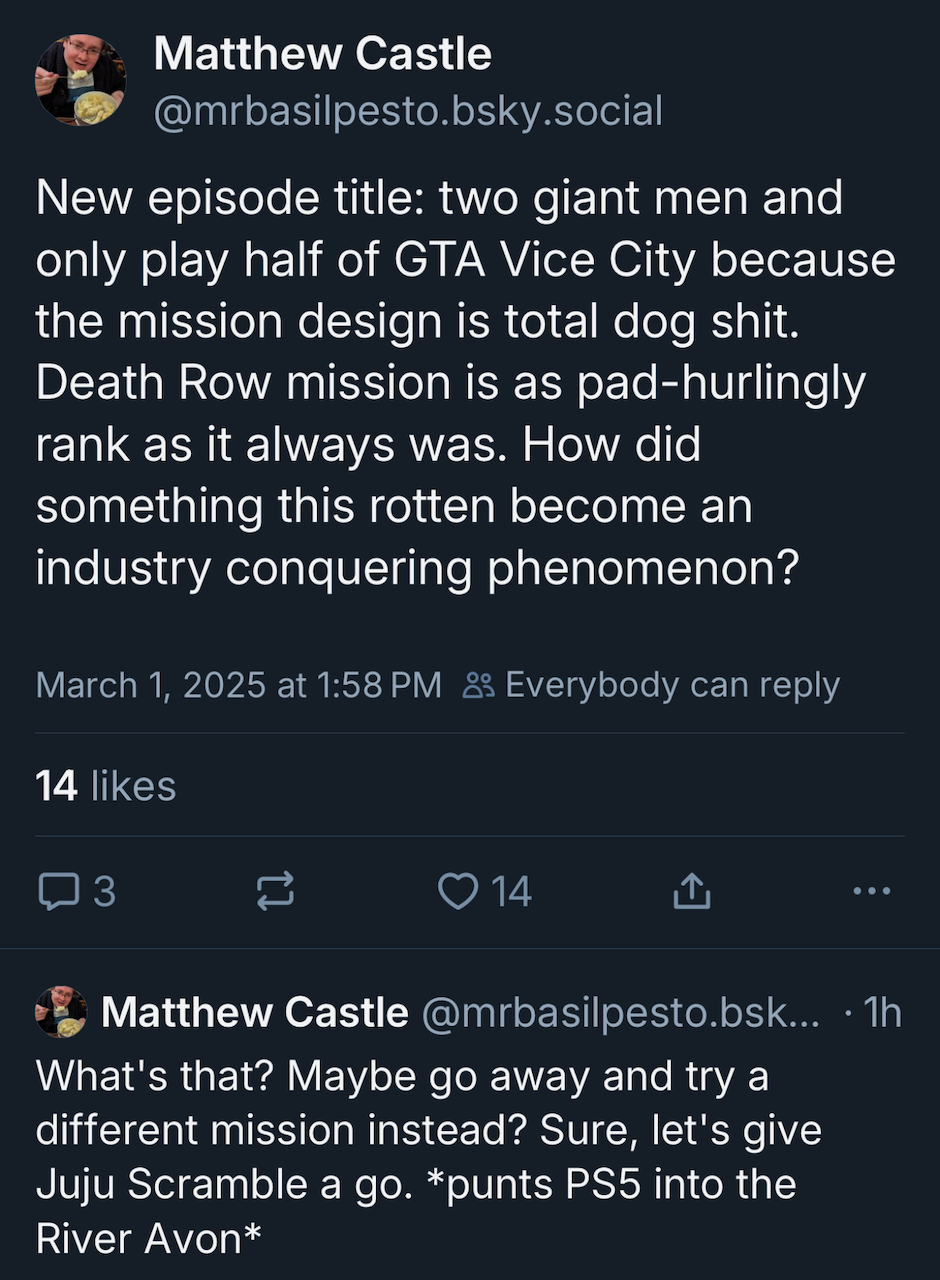 Matthew Castle
@mrbasilpesto.bsky.social
New episode title: two giant men and
only play half of GTA Vice City because
the mission design is total dog shit.
Death Row mission is as pad-hurlingly
rank as it always was. How did
something this rotten become an
industry conquering phenomenon?
March 1, 2025 at 1:58 PM Everybody can reply
14 likes
3 14
Matthew Castle @mrbasilpesto.bsk... · 1h
What's that? Maybe go away and try a
different mission instead? Sure, let's give
Juju Scramble a go. *punts PS5 into the
River Avon*